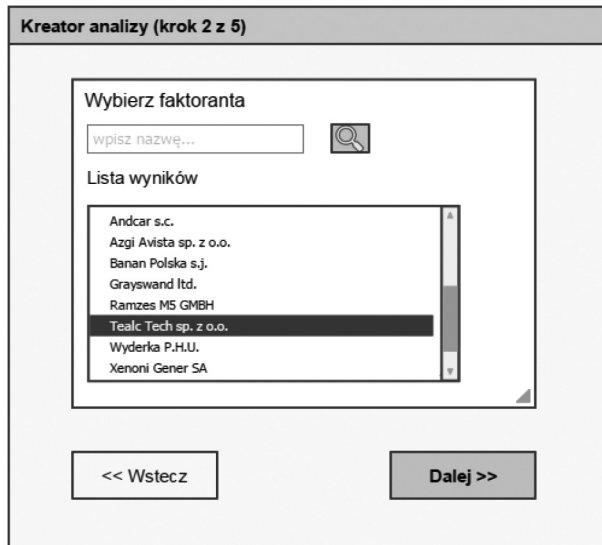 Kreator analizy (krok 2 z 5)
Wybierz faktoranta
wpisz nazwę...
Lista wyników
Andcar s.c.
Azgi Avista sp. z o.o.
Banan Polska s.j.
Grayswand ltd.
Ramzes M5 GMBH
Tealc Tech sp. z o.o.
Wyderka P.H.U.
Xenoni Gener SA
<< Wstecz
Dalej >>